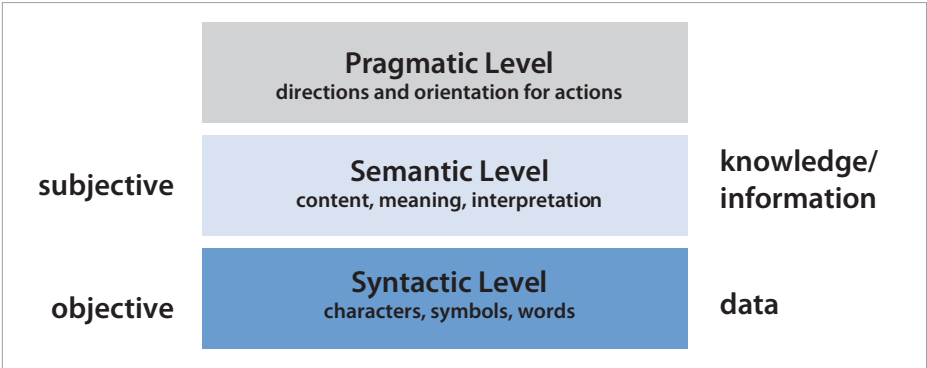 Pragmatic Level
directions and orientation for actions
subjective
Semantic Level
content, meaning, interpretation
knowledge/
information
objective
Syntactic Level
characters, symbols, words
data